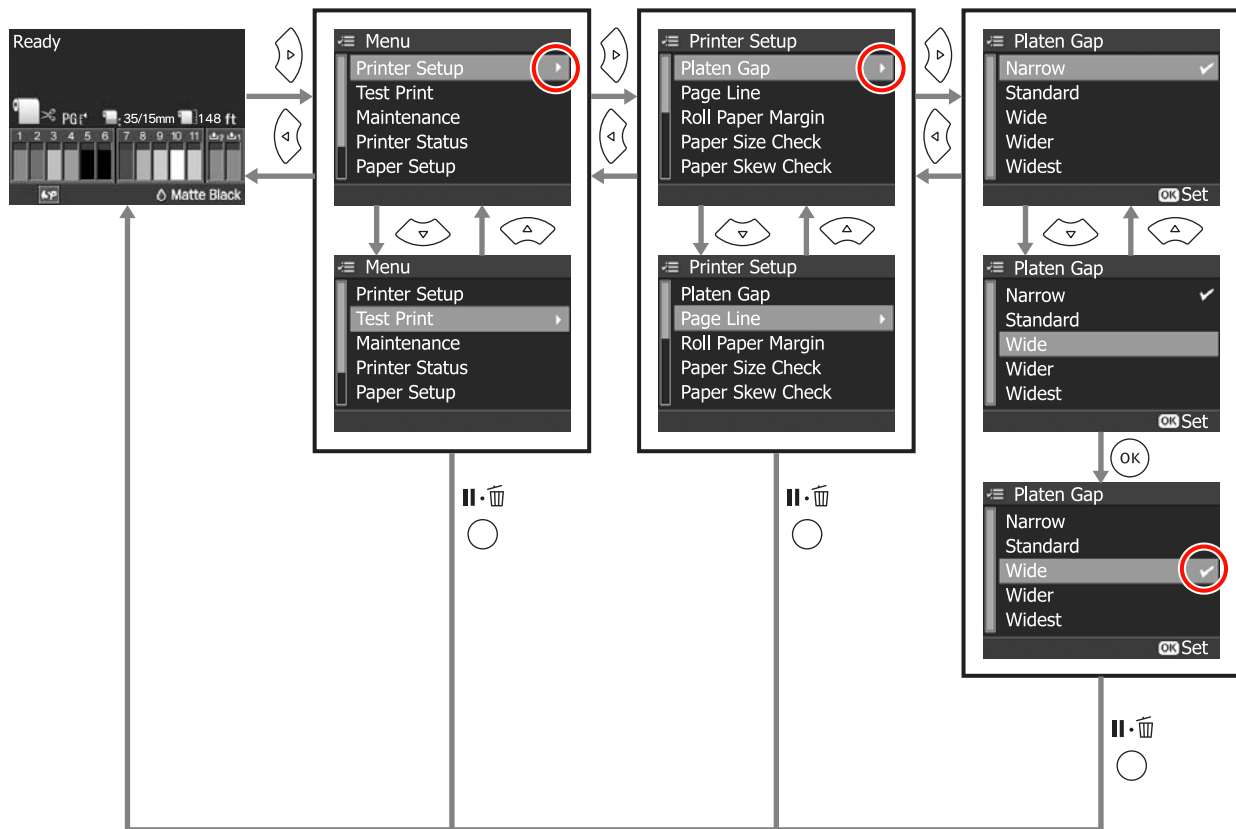 Ready
PG
35/15mm
148 ft
1 2 3 4 5 6 7 8 9 10 11 2 1
Matte Black
Menu
Printer Setup
Test Print
Maintenance
Printer Status
Paper Setup
Menu
Printer Setup
Test Print
Maintenance
Printer Status
Paper Setup
Printer Setup
Platen Gap
Page Line
Roll Paper Margin
Paper Size Check
Paper Skew Check
Printer Setup
Platen Gap
Page Line
Roll Paper Margin
Paper Size Check
Paper Skew Check
Platen Gap
Narrow
Standard
Wide
Wider
Widest
OK Set
Platen Gap
Narrow
Standard
Wide
Wider
Widest
OK Set
OK
Platen Gap
Narrow
Standard
Wide
Wider
Widest
OK Set